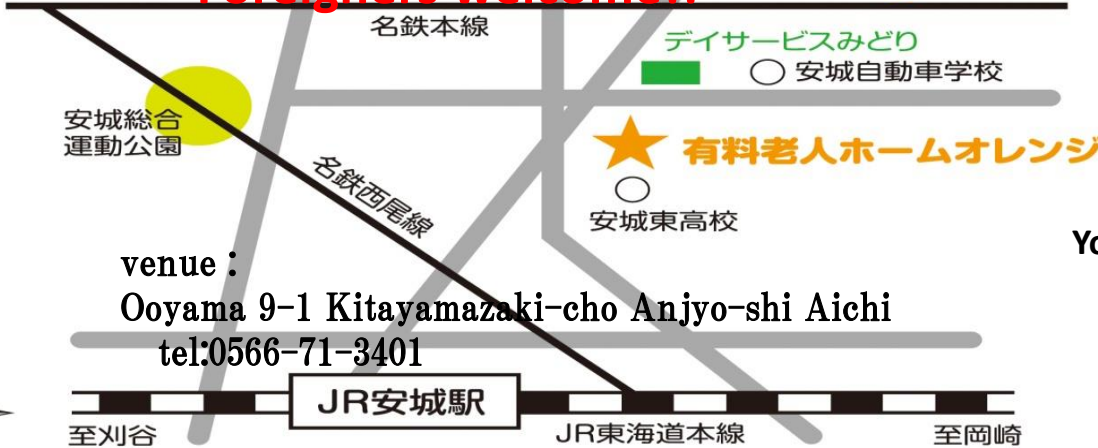 Foreigners welcome!!
名鉄本線
デイサービスみどり
安城自動車学校
安城総合
運動公園
有料老人ホームオレンジ
名鉄西尾線
安城東高校
venue :
Ooyama 9-1 Kitayamazaki-cho Anjyo-shi Aichi
tel:0566-71-3401
JR安城駅
至刈谷
JR東海道本線
至岡崎